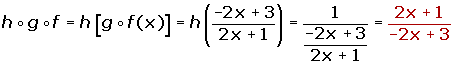 h ∘ g ∘ f = h [g ∘ f(x)] = h((-2x + 3)/(2x + 1)) = 1/((-2x + 3)/(2x + 1)) = (2x + 1)/(-2x + 3)